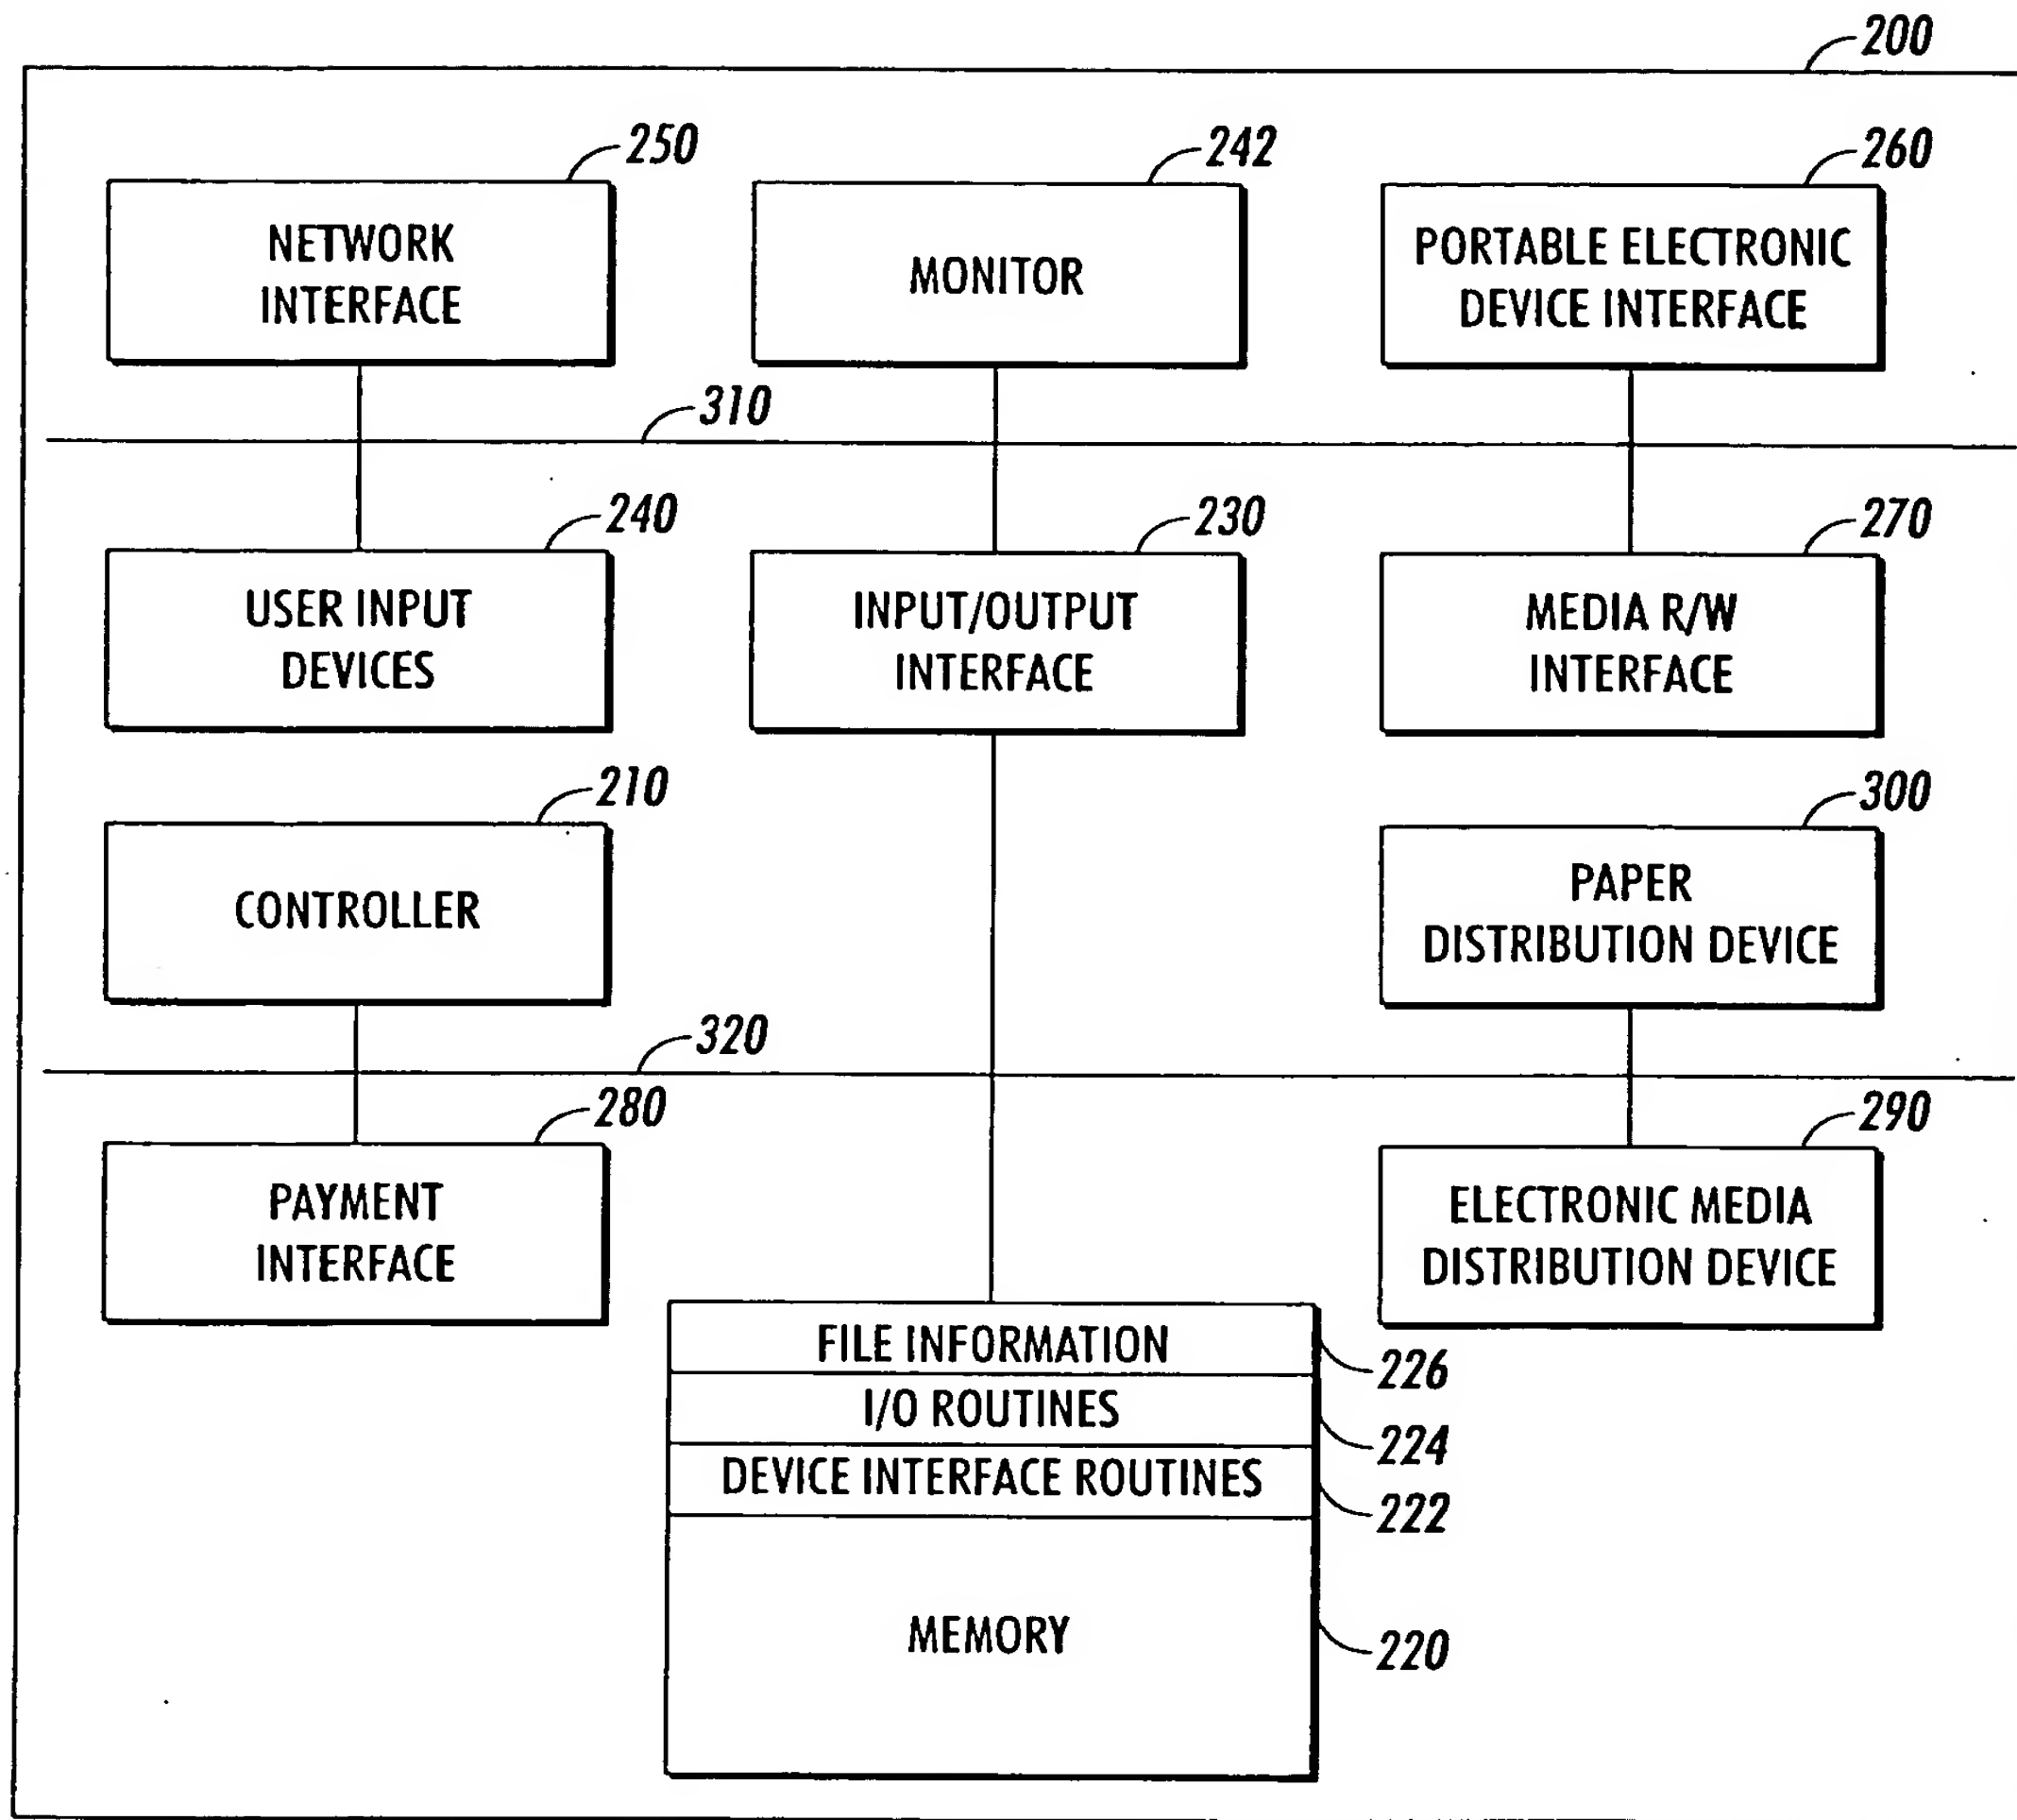 200
250
242
260
NETWORK
INTERFACE
MONITOR
PORTABLE ELECTRONIC
DEVICE INTERFACE
310
240
230
270
USER INPUT
DEVICES
INPUT/OUTPUT
INTERFACE
MEDIA R/W
INTERFACE
210
300
CONTROLLER
PAPER
DISTRIBUTION DEVICE
320
280
290
PAYMENT
INTERFACE
ELECTRONIC MEDIA
DISTRIBUTION DEVICE
FILE INFORMATION
226
I/O ROUTINES
224
DEVICE INTERFACE ROUTINES
222
MEMORY
220